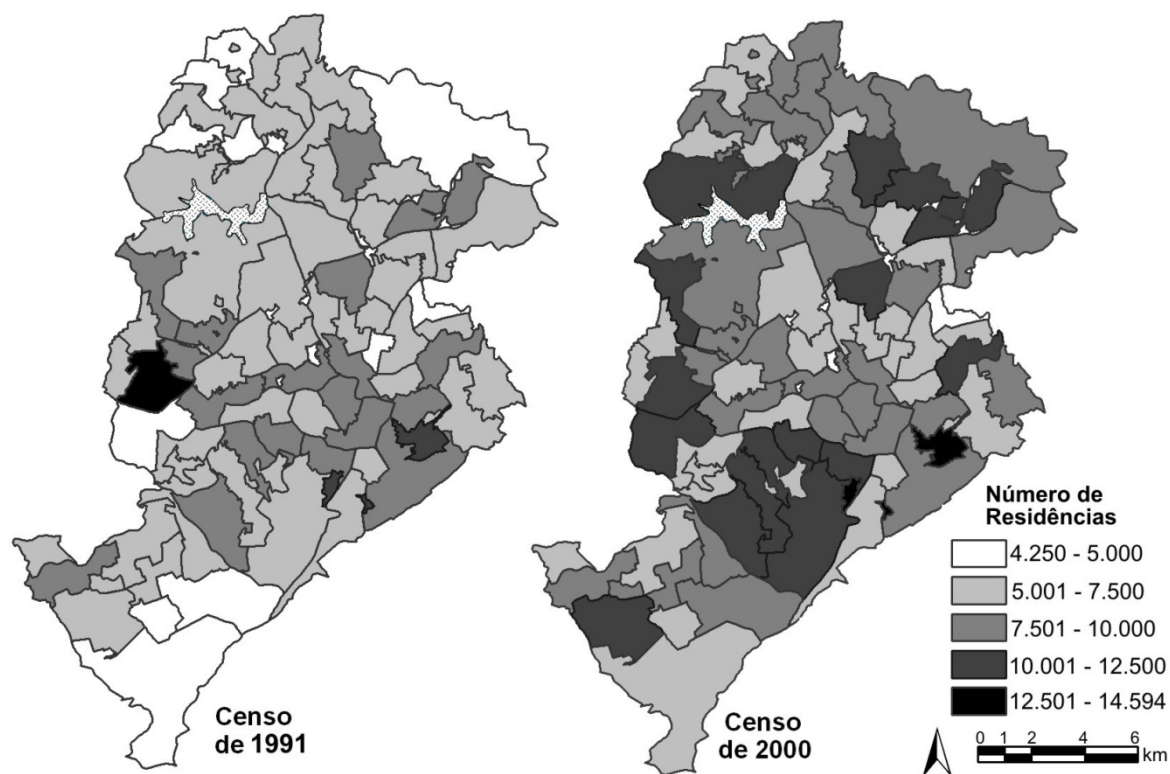 Censo
de 1991
Censo
de 2000
Número de
Residências
4.250 - 5.000
5.001 - 7.500
7.501 - 10.000
10.001 - 12.500
12.501 - 14.594
0 1 2 4 6
km